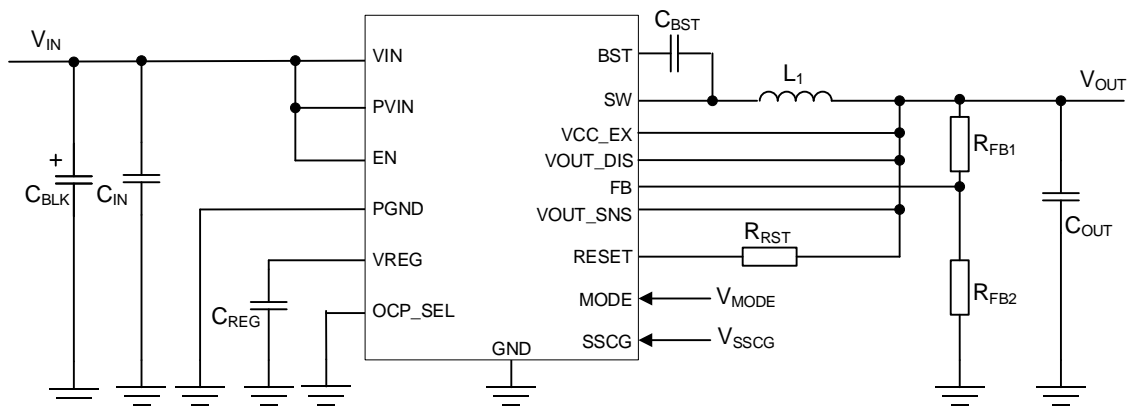 VIN
VIN
PVIN
EN
PGND
VREG
OCP_SEL
GND
BST
SW
VCC_EX
VOUT_DIS
FB
VOUT_SNS
RESET
MODE
SSCG
CBST
L1
VOUT
RFB1
RFB2
COUT
RRST
VMODE
VSSCG
+
CBLK
CIN
CREG